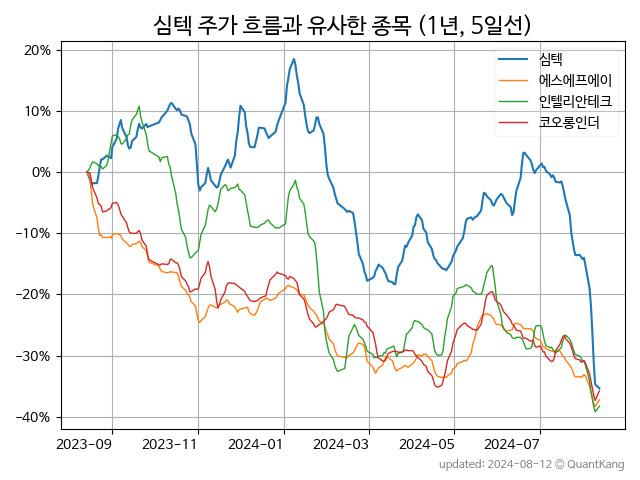 심텍 주가 흐름과 유사한 종목 (1년, 5일선)
심텍
에스에프에이
인텔리안테크
코오롱인더
20%
10%
0%
−10%
−20%
−30%
−40%
2023-09 2023-11 2024-01 2024-03 2024-05 2024-07
updated: 2024-08-12 © QuantKang